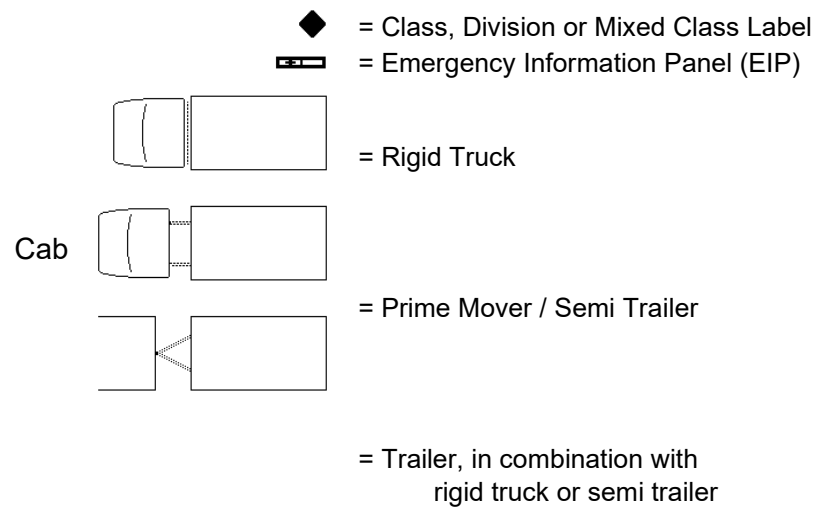 = Class, Division or Mixed Class Label
= Emergency Information Panel (EIP)
= Rigid Truck
Cab
= Prime Mover / Semi Trailer
= Trailer, in combination with
rigid truck or semi trailer